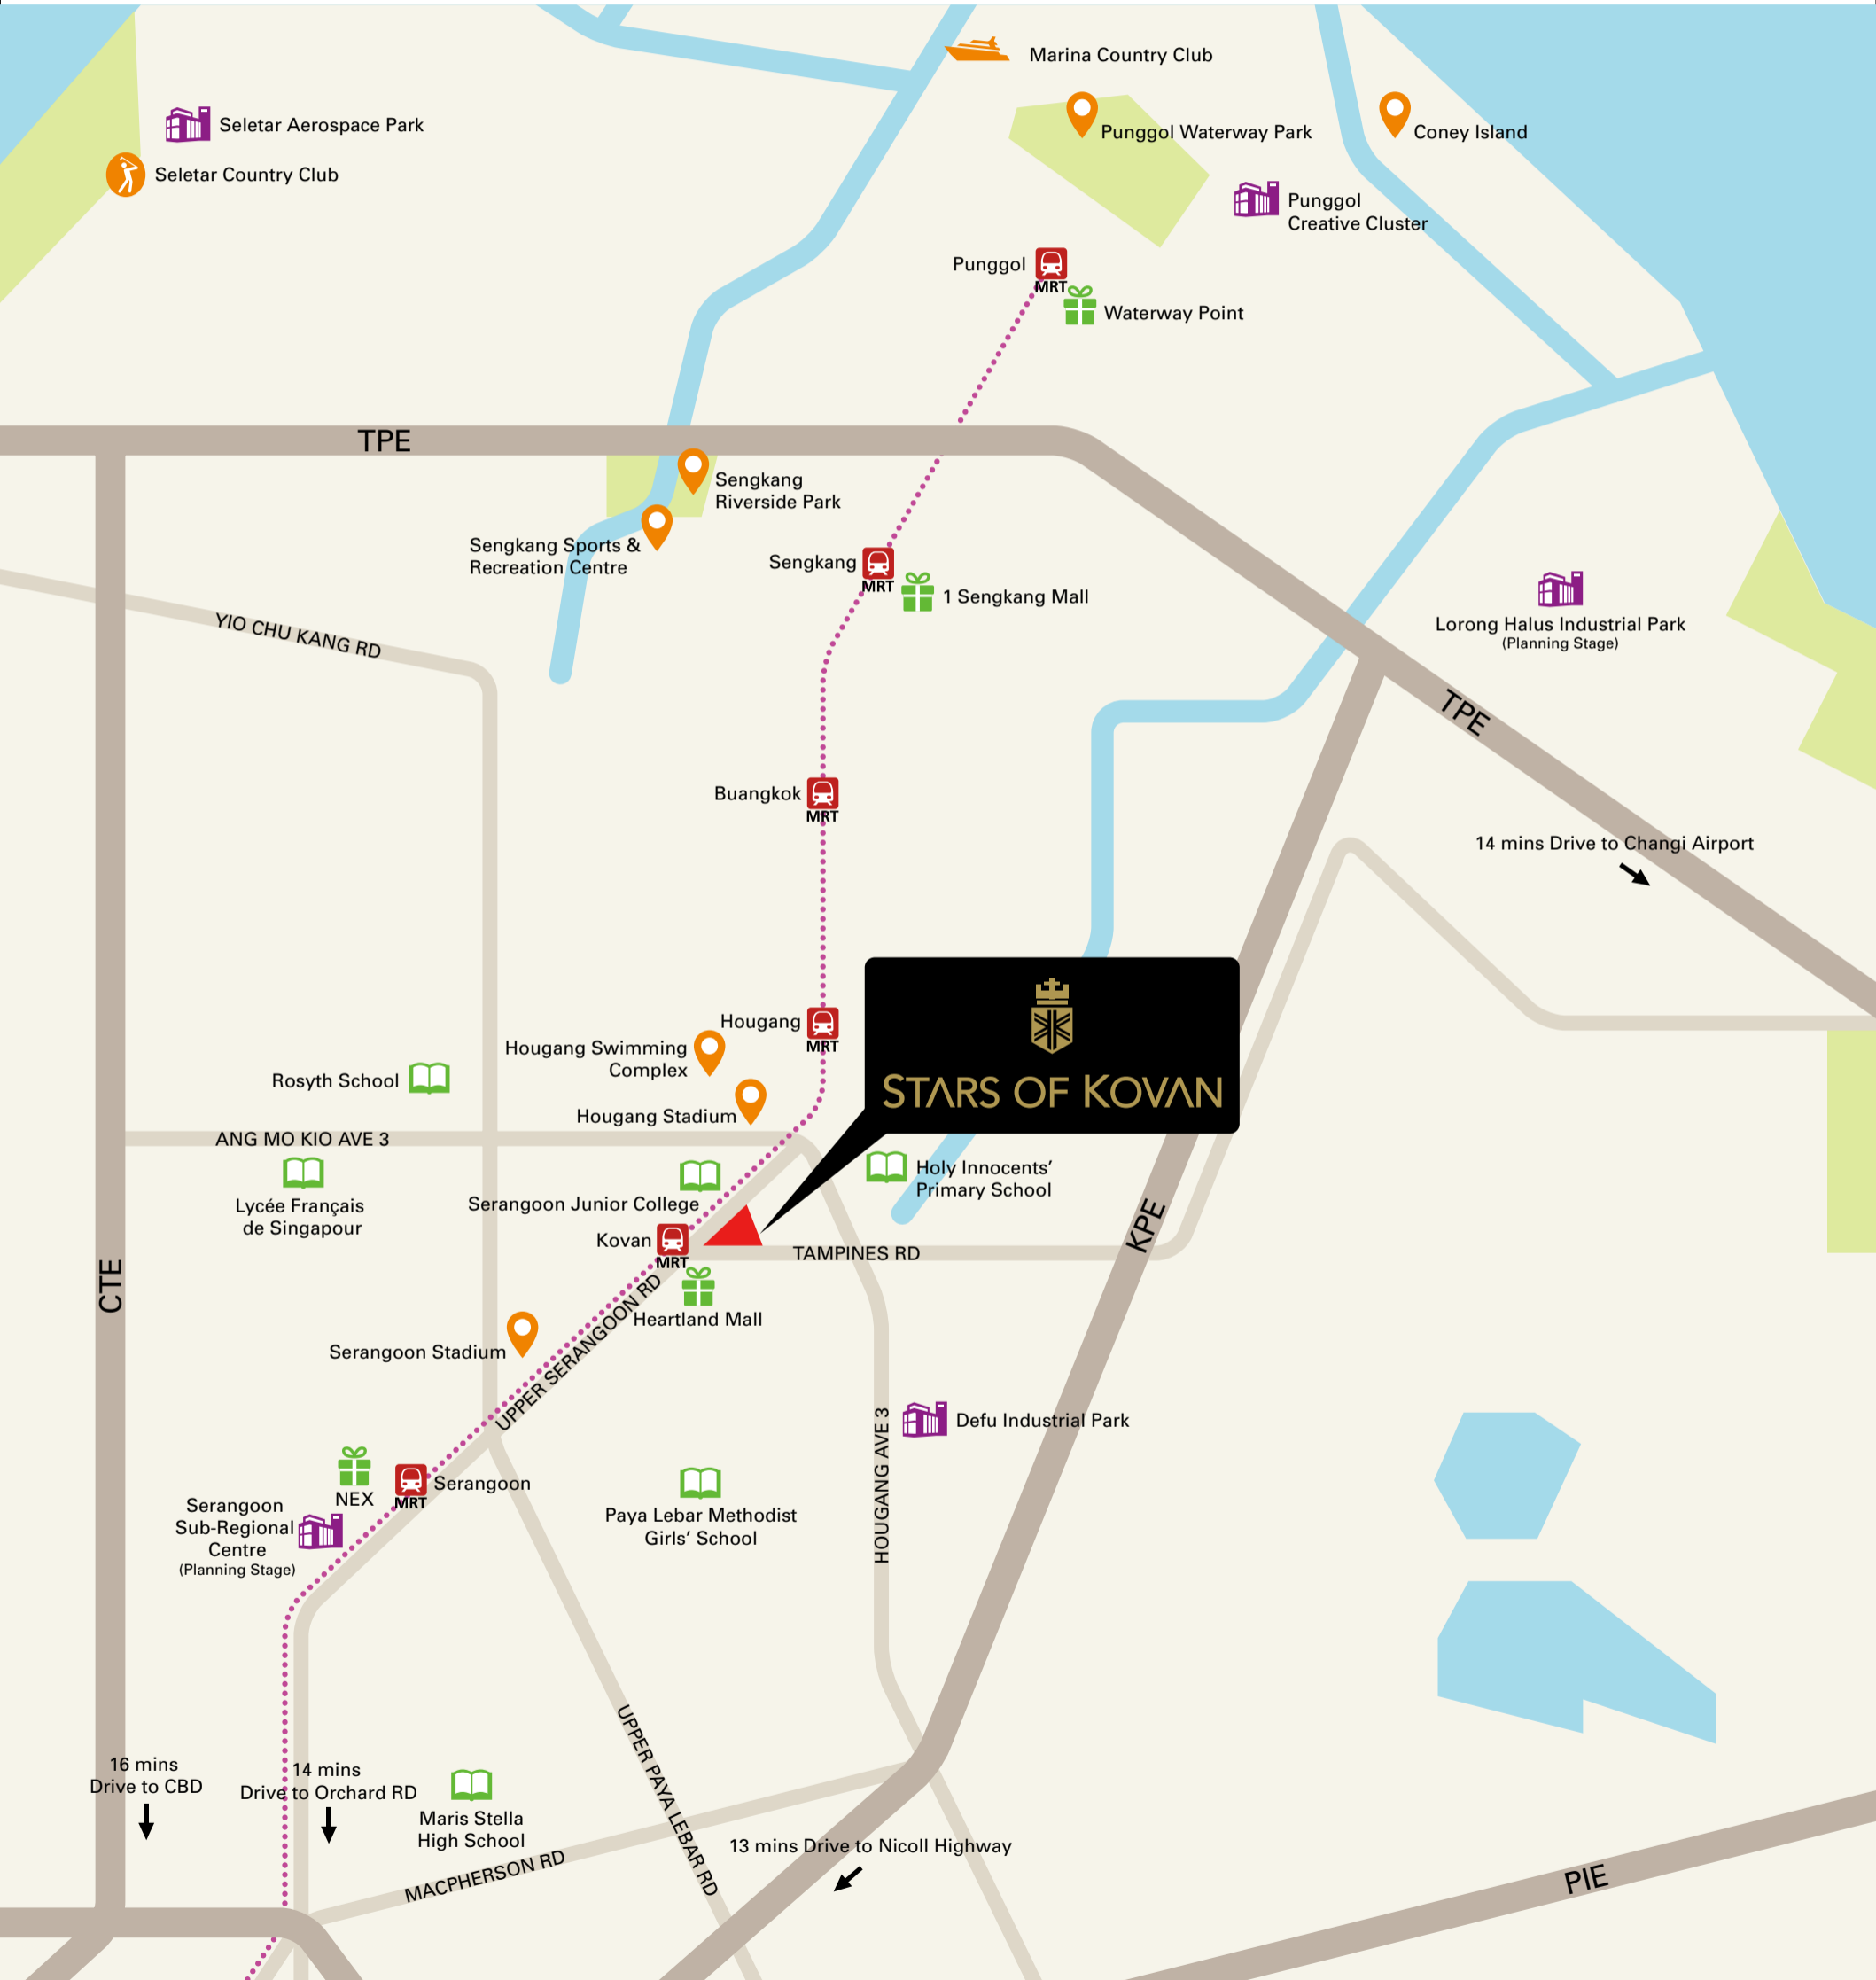 Marina Country Club
Seletar Aerospace Park
Punggol Waterway Park
Coney Island
Seletar Country Club
Punggol
Creative Cluster
Punggol
MRT
Waterway Point
TPE
Sengkang
Riverside Park
Sengkang Sports &
Recreation Centre
Sengkang
MRT
1 Sengkang Mall
Lorong Halus Industrial Park
(Planning Stage)
YIO CHU KANG RD
TPE
Buangkok
MRT
14 mins Drive to Changi Airport
Hougang
MRT
Hougang Swimming
Complex
STARS OF KOVAN
Rosyth School
Hougang Stadium
ANG MO KIO AVE 3
Holy Innocents’
Primary School
Lycée Français
de Singapour
Serangoon Junior College
Kovan
MRT
TAMPINES RD
KPE
CTE
UPPER SERANGOON RD
Heartland Mall
Serangoon Stadium
Defu Industrial Park
HOUGANG AVE 3
NEX
MRT
Serangoon
Serangoon
Sub-Regional
Centre
(Planning Stage)
Paya Lebar Methodist
Girls’ School
UPPER PAYA LEBAR RD
16 mins
Drive to CBD
14 mins
Drive to Orchard RD
Maris Stella
High School
MACPHERSON RD
13 mins Drive to Nicoll Highway
PIE